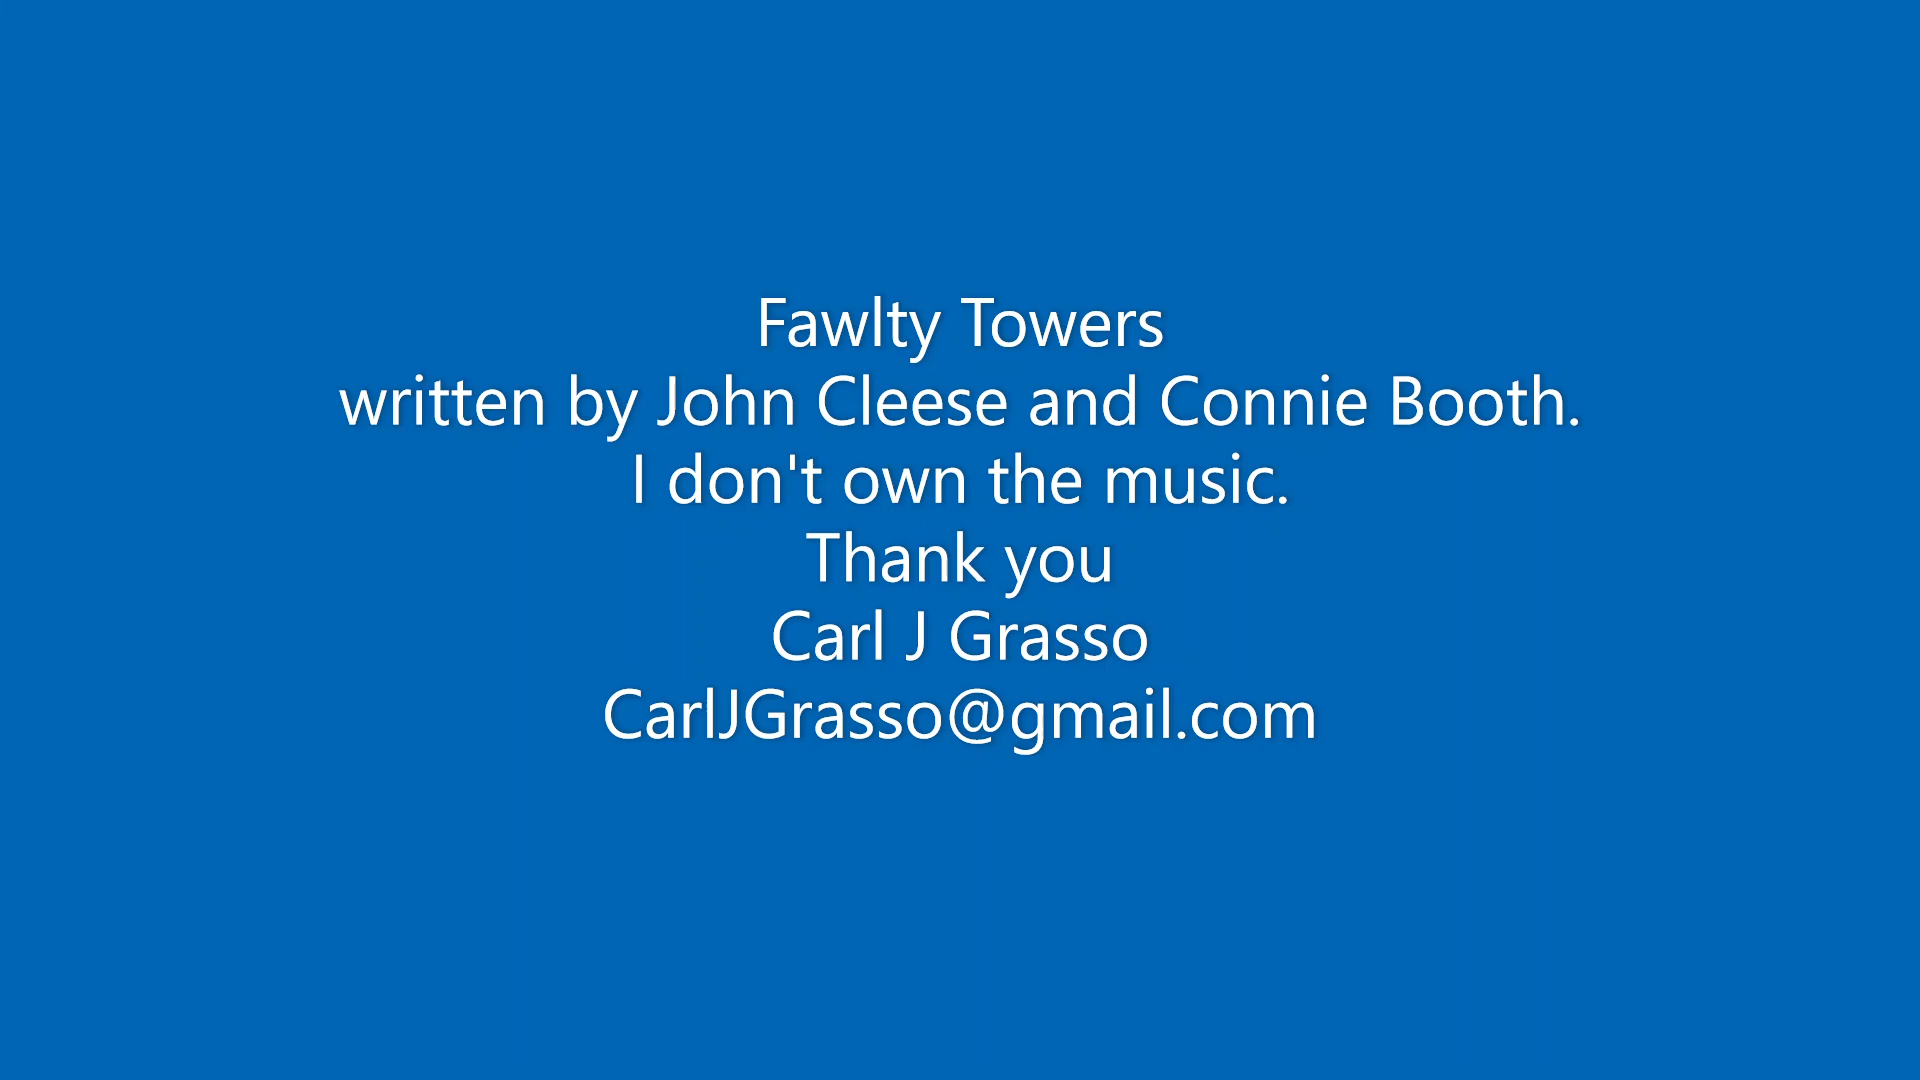 Fawlty Towers
written by John Cleese and Connie Booth.
I don't own the music.
Thank you
Carl J Grasso
CarlJGrasso@gmail.com